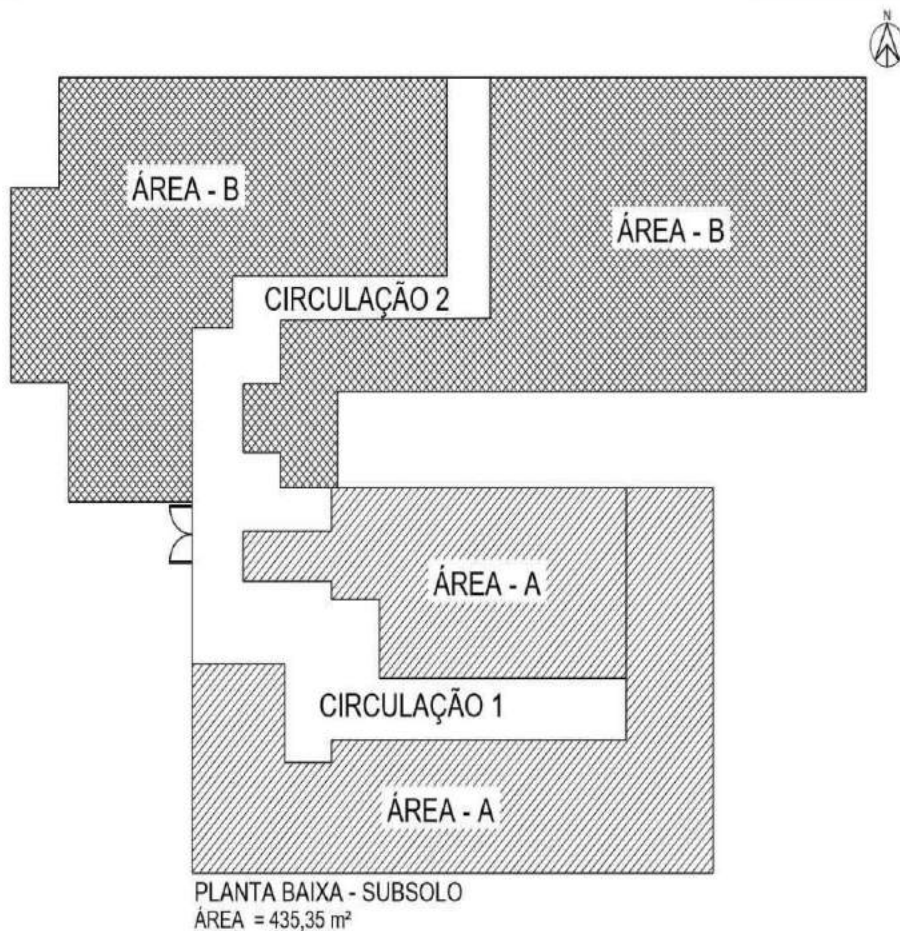 N
ÁREA - B
ÁREA - B
CIRCULAÇÃO 2
ÁREA - A
CIRCULAÇÃO 1
ÁREA - A
PLANTA BAIXA - SUBSOLO
ÁREA = 435,35 m²